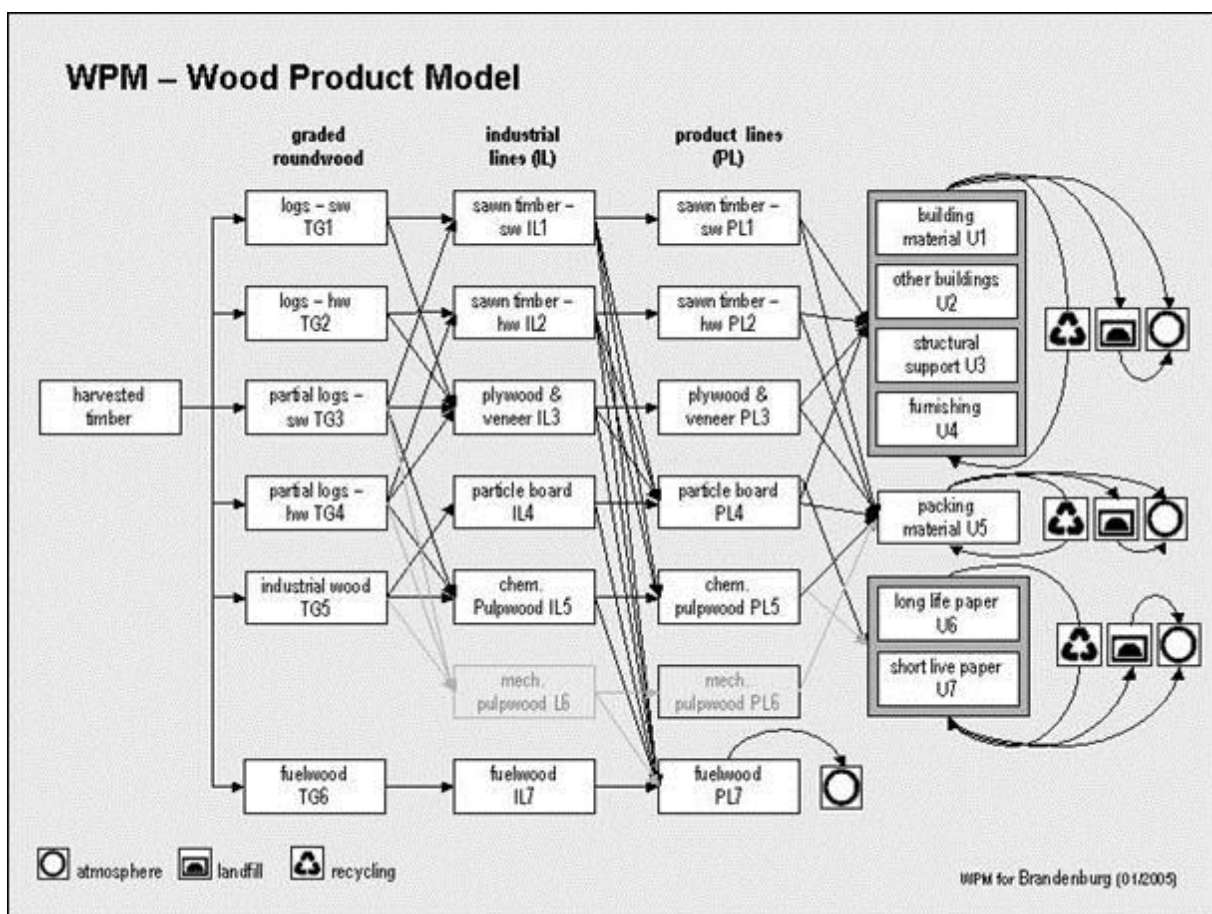 WPM – Wood Product Model
graded
roundwood
industrial
lines (IL)
product lines
(PL)
harvested
timber
logs – sw
TG1
logs – hw
TG2
partial logs –
sw TG3
partial logs –
hw TG4
industrial wood
TG5
fuelwood
TG6
sawn timber –
sw IL1
sawn timber –
hw IL2
plywood &
veneer IL3
particle board
IL4
chem.
Pulpwood IL5
mech.
pulpwood L6
fuelwood
IL7
sawn timber –
sw PL1
sawn timber –
hw PL2
plywood &
veneer PL3
particle board
PL4
chem.
pulpwood PL5
mech.
pulpwood PL6
fuelwood
PL7
building
material U1
other buildings
U2
structural
support U3
furnishing
U4
packing
material U5
long life paper
U6
short live paper
U7
atmosphere
landfill
recycling
WPM for Brandenburg (01/2005)